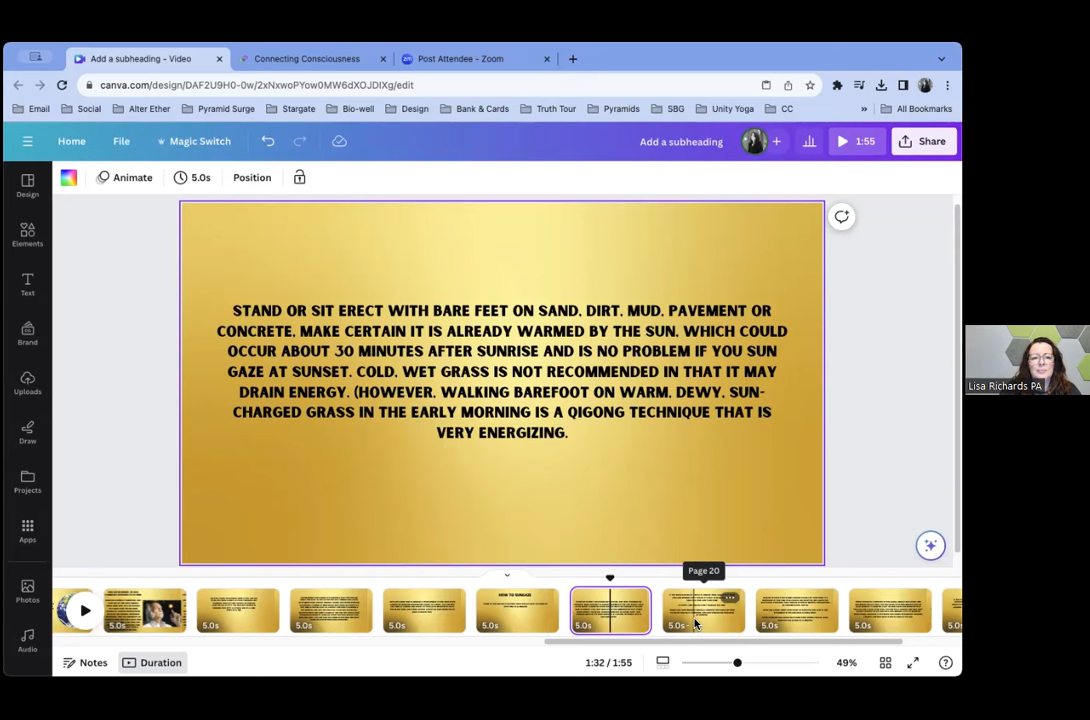 Add a subheading - Video
Connecting Consciousness
Post Attendee - Zoom
canva.com/design/DAF2U9H0-0w/2xNxwoPYow0MW6dXOJDIXg/edit
Email Social Alter Ether Pyramid Surge Stargate Bio-well Design Bank & Cards Truth Tour Pyramids SBG Unity Yoga CC » All Bookmarks
Home File Magic Switch Add a subheading 1:55 Share
Design
Elements
Text
Brand
Uploads
Draw
Projects
Apps
Photos
Audio
Animate 5.0s Position
STAND OR SIT ERECT WITH BARE FEET ON SAND, DIRT, MUD, PAVEMENT OR
CONCRETE, MAKE CERTAIN IT IS ALREADY WARMED BY THE SUN, WHICH COULD
OCCUR ABOUT 30 MINUTES AFTER SUNRISE AND IS NO PROBLEM IF YOU SUN
GAZE AT SUNSET. COLD, WET GRASS IS NOT RECOMMENDED IN THAT IT MAY
DRAIN ENERGY. (HOWEVER, WALKING BAREFOOT ON WARM, DEWY, SUN-
CHARGED GRASS IN THE EARLY MORNING IS A QIGONG TECHNIQUE THAT IS
VERY ENERGIZING.
Lisa Richards PA
Page 20
HOW TO SUNGAZE
5.0s 5.0s 5.0s 5.0s 5.0s 5.0s 5.0s 5.0s 5.0s
Notes Duration 1:32 / 1:55 49%